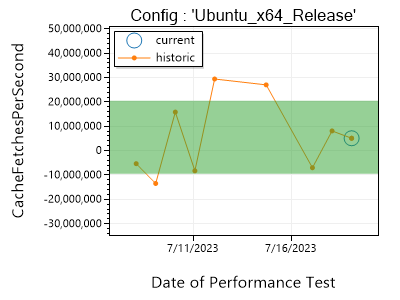 Config : 'Ubuntu_x64_Release'
50,000,000
current
40,000,000
historic
30,000,000
20,000,000
10,000,000
0
-10,000,000
-20,000,000
-30,000,000
CacheFetchesPerSecond
7/11/2023
7/16/2023
Date of Performance Test